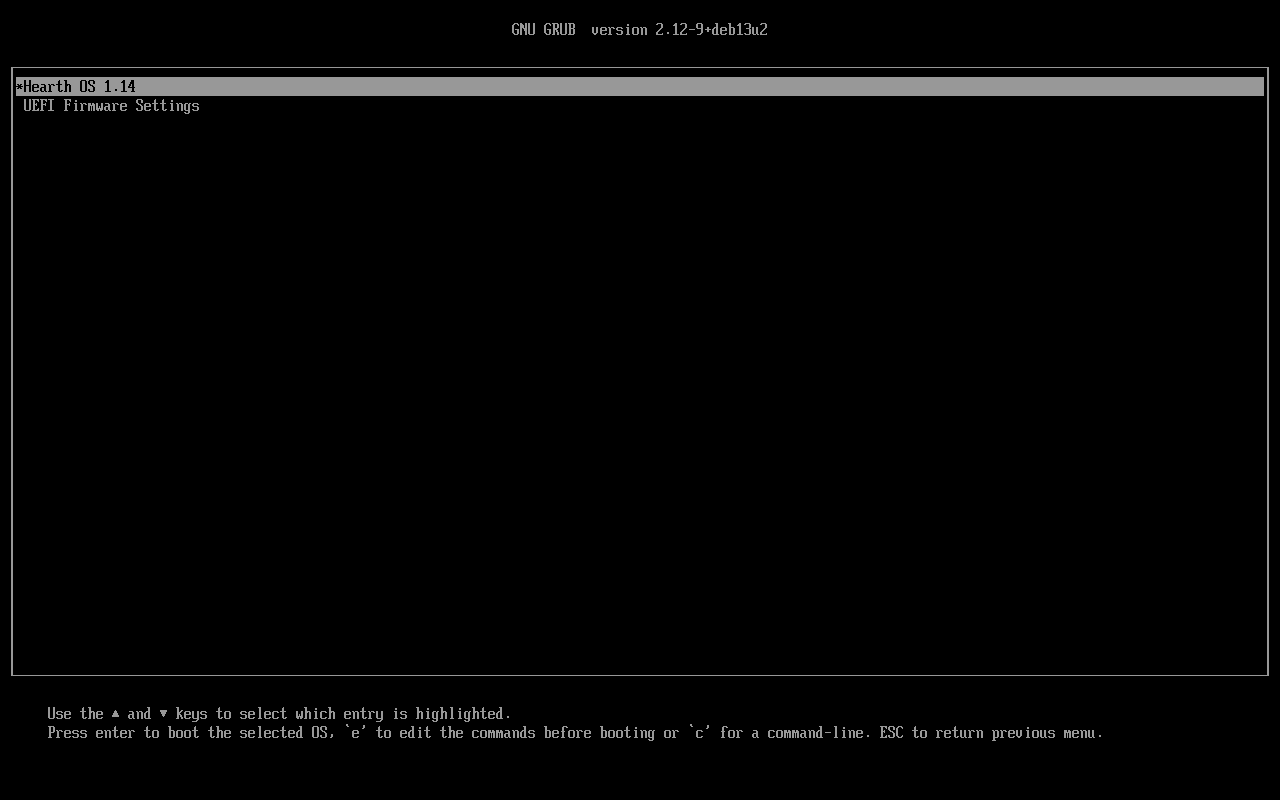 GNU GRUB  version 2.12-9+deb13u2
*Hearth OS 1.14
UEFI Firmware Settings
Use the ▲ and ▼ keys to select which entry is highlighted.
Press enter to boot the selected OS, `e' to edit the commands before booting or `c' for a command-line. ESC to return previous menu.